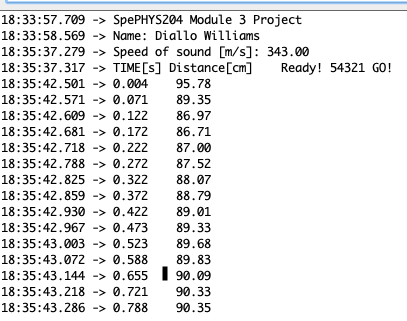 18:33:57.709 -> SpePHYS204 Module 3 Project
18:33:58.569 -> Name: Diallo Williams
18:35:37.279 -> Speed of sound [m/s]: 343.00
18:35:37.317 -> TIME[s] Distance[cm]    Ready! 54321 GO!
18:35:42.501 -> 0.004   95.78
18:35:42.571 -> 0.071   89.35
18:35:42.609 -> 0.122   86.97
18:35:42.681 -> 0.172   86.71
18:35:42.718 -> 0.222   87.00
18:35:42.788 -> 0.272   87.52
18:35:42.825 -> 0.322   88.07
18:35:42.859 -> 0.372   88.79
18:35:42.930 -> 0.422   89.01
18:35:42.967 -> 0.473   89.33
18:35:43.003 -> 0.523   89.68
18:35:43.072 -> 0.588   89.83
18:35:43.144 -> 0.655   90.09
18:35:43.218 -> 0.721   90.33
18:35:43.286 -> 0.788   90.35